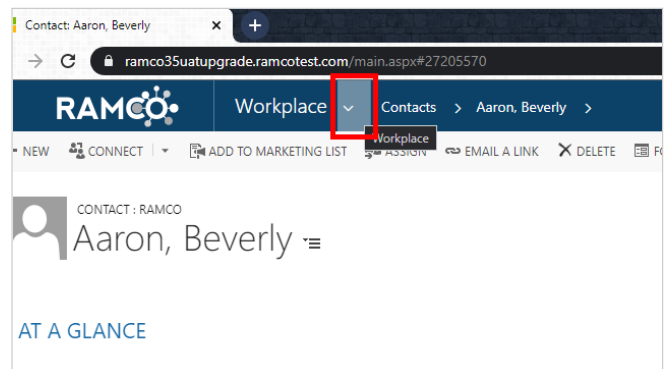 Contact: Aaron, Beverly × +
ramco35uatupgrade.ramcotest.com/main.aspx#27205570
RAMCO Workplace Contacts > Aaron, Beverly >
Workplace
NEW CONNECT ADD TO MARKETING LIST ASSIGN EMAIL A LINK DELETE
CONTACT : RAMCO
Aaron, Beverly
AT A GLANCE